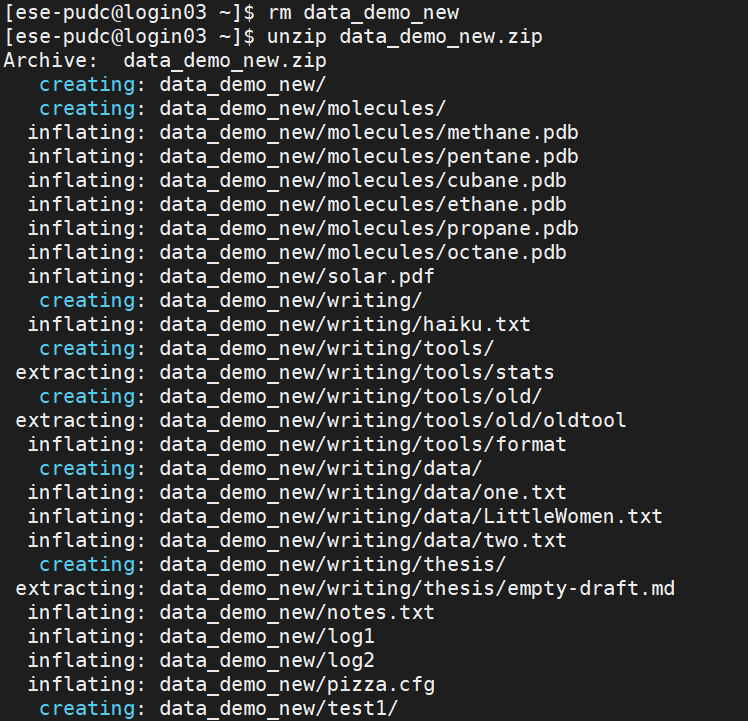 [ese-pudc@login03 ~]$ rm data_demo_new
[ese-pudc@login03 ~]$ unzip data_demo_new.zip
Archive:  data_demo_new.zip
   creating: data_demo_new/
   creating: data_demo_new/molecules/
  inflating: data_demo_new/molecules/methane.pdb
  inflating: data_demo_new/molecules/pentane.pdb
  inflating: data_demo_new/molecules/cubane.pdb
  inflating: data_demo_new/molecules/ethane.pdb
  inflating: data_demo_new/molecules/propane.pdb
  inflating: data_demo_new/molecules/octane.pdb
  inflating: data_demo_new/solar.pdf
   creating: data_demo_new/writing/
  inflating: data_demo_new/writing/haiku.txt
   creating: data_demo_new/writing/tools/
 extracting: data_demo_new/writing/tools/stats
   creating: data_demo_new/writing/tools/old/
 extracting: data_demo_new/writing/tools/old/oldtool
  inflating: data_demo_new/writing/tools/format
   creating: data_demo_new/writing/data/
  inflating: data_demo_new/writing/data/one.txt
  inflating: data_demo_new/writing/data/LittleWomen.txt
  inflating: data_demo_new/writing/data/two.txt
   creating: data_demo_new/writing/thesis/
 extracting: data_demo_new/writing/thesis/empty-draft.md
  inflating: data_demo_new/notes.txt
  inflating: data_demo_new/log1
  inflating: data_demo_new/log2
  inflating: data_demo_new/pizza.cfg
   creating: data_demo_new/test1/